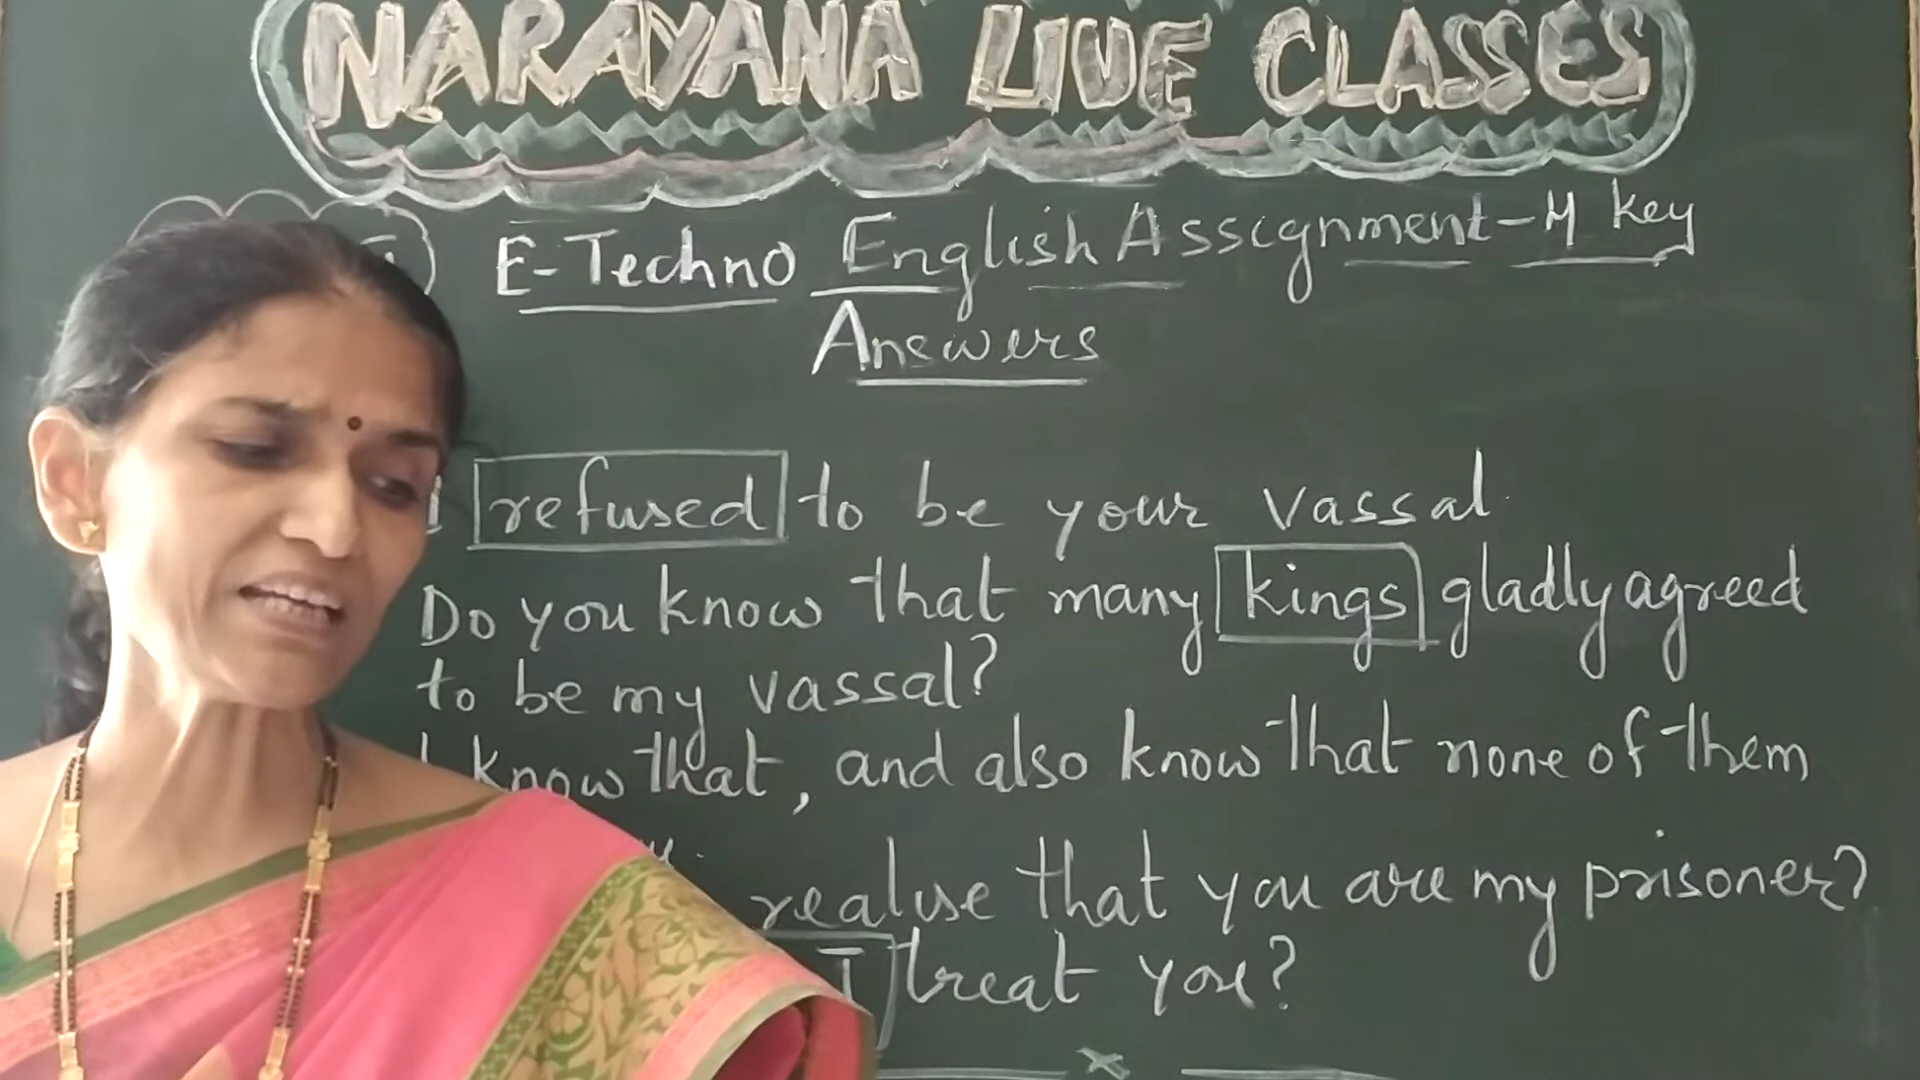 NARAYANA LIVE CLASSES
E-Techno English Assignment-4 key
Answers
I refused to be your vassal.
Do you know that many kings gladly agreed
to be my vassal?
I know that, and also know that none of them
realise that you are my prisoner?
I treat you?